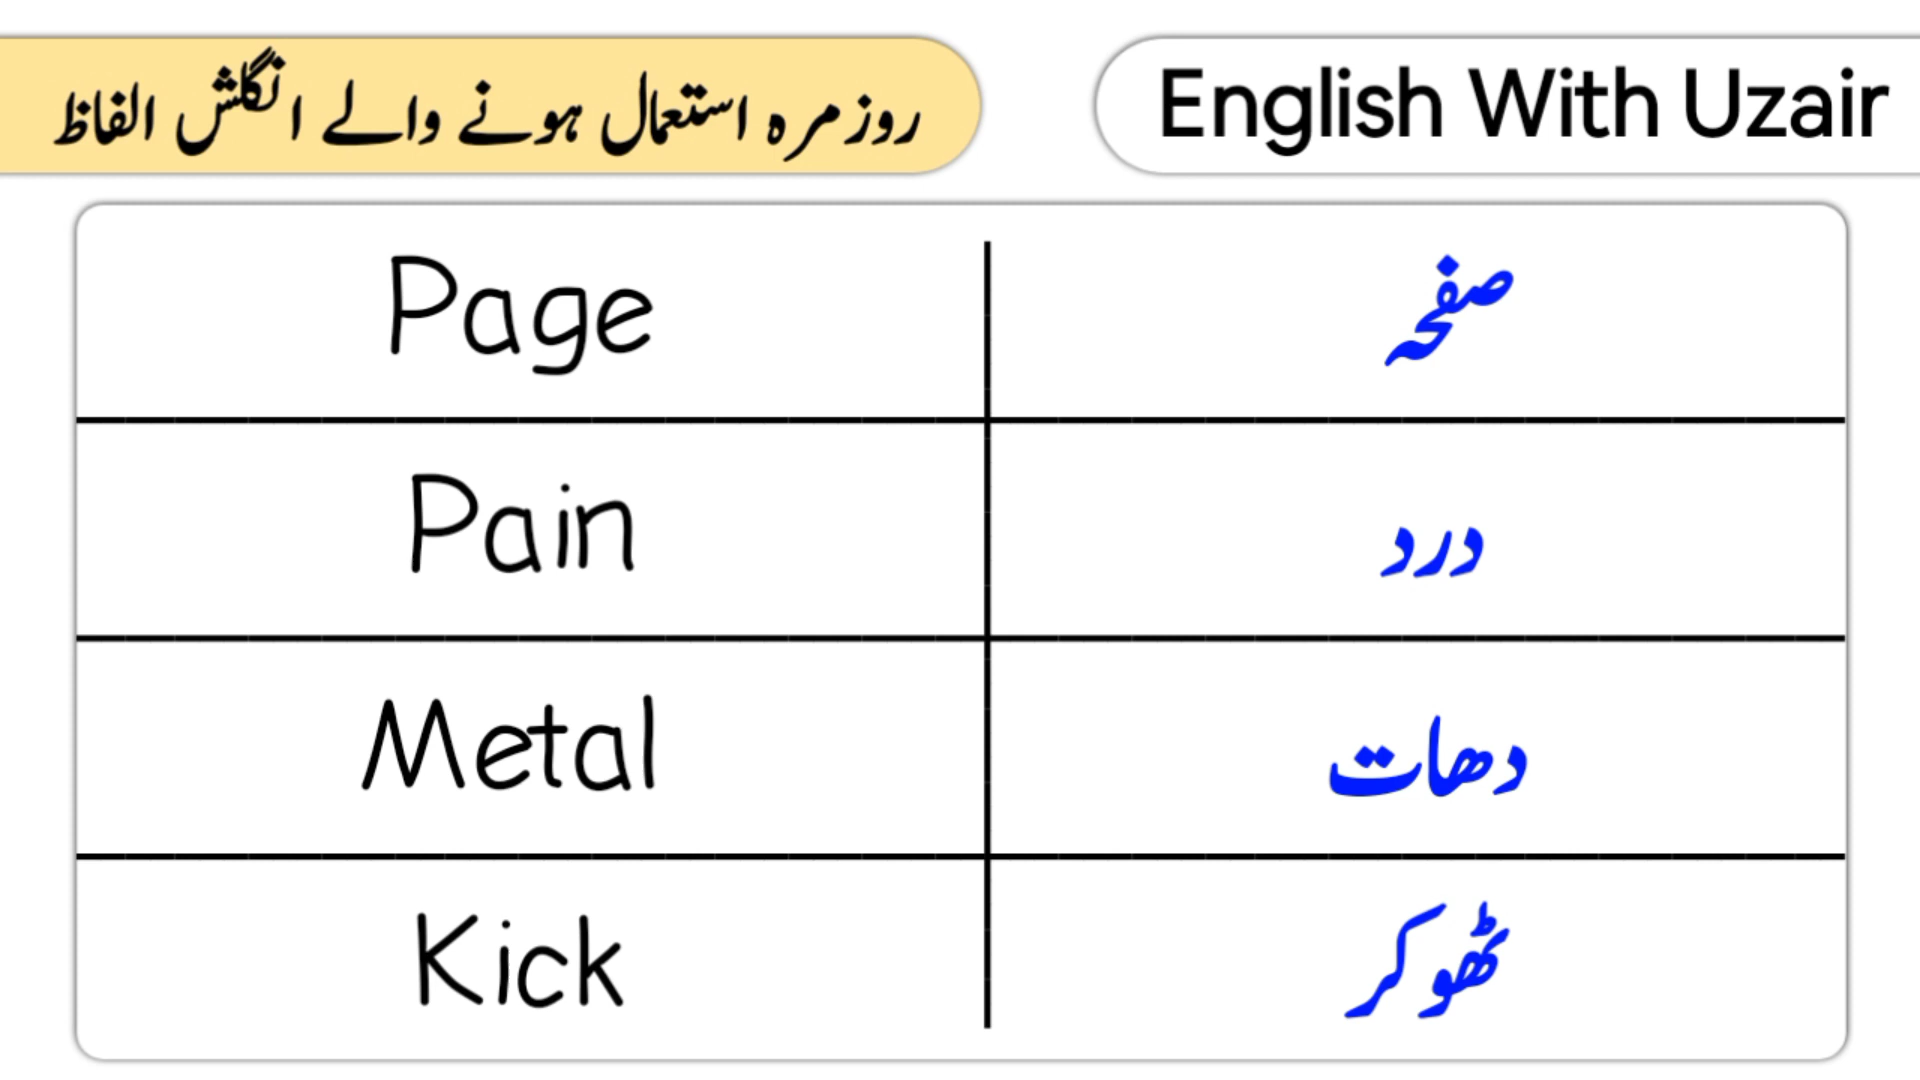 روزمرہ استعمال ہونے والے انگلش الفاظ
English With Uzair
Page صفحہ
Pain درد
Metal دھات
Kick ٹھوکر